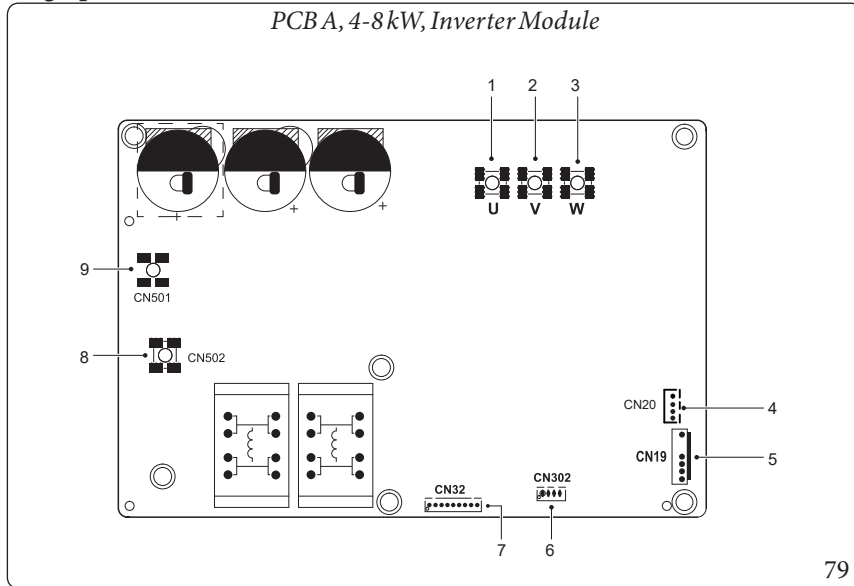 PCB A, 4-8 kW, Inverter Module
1 2 3
U V W
9
CN501
8
CN502
CN20
4
CN19
5
CN32
CN302
7 6
79